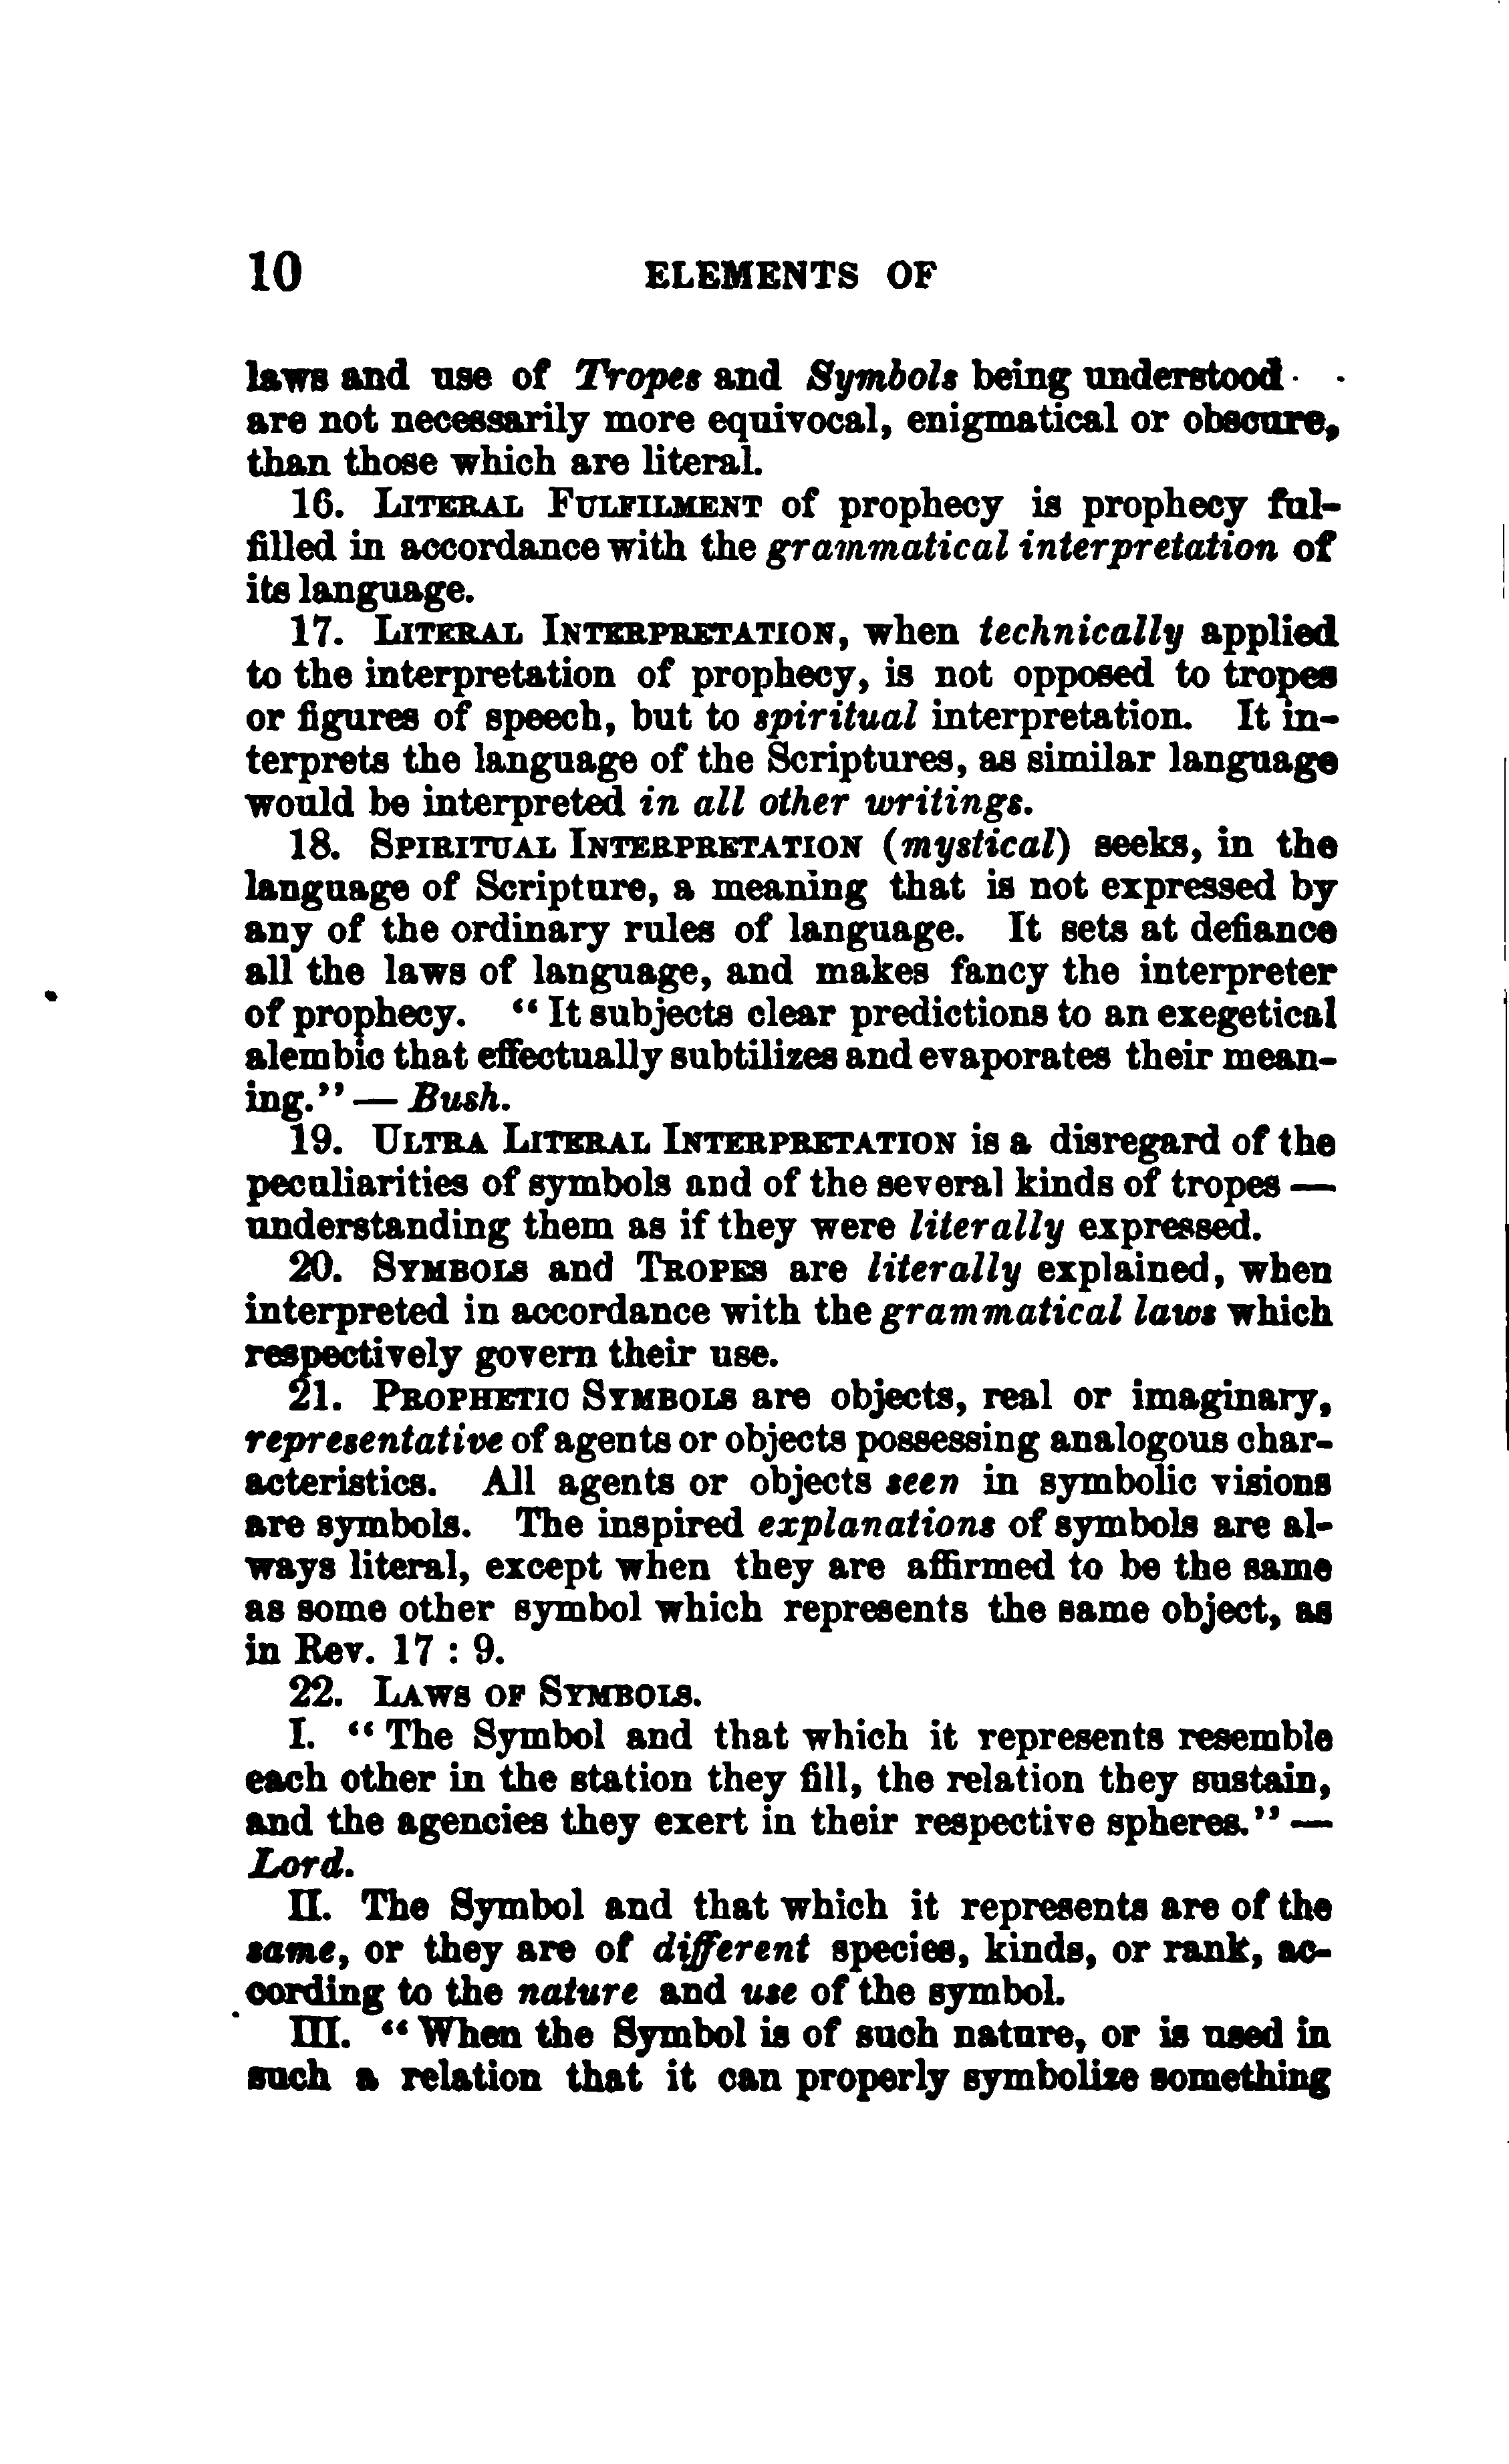 10 ELEMENTS OF
laws and use of Tropes and Symbols being understood
are not necessarily more equivocal, enigmatical or obscure,
than those which are literal.
16. LITERAL FULFILMENT of prophecy is prophecy ful-
filled in accordance with the grammatical interpretation of
its language.
17. LITERAL INTERPRETATION, when technically applied
to the interpretation of prophecy, is not opposed to tropes
or figures of speech, but to spiritual interpretation. It in-
terprets the language of the Scriptures, as similar language
would be interpreted in all other writings.
18. SPIRITUAL INTERPRETATION (mystical) seeks, in the
language of Scripture, a meaning that is not expressed by
any of the ordinary rules of language. It sets at defiance
all the laws of language, and makes fancy the interpreter
of prophecy. "It subjects clear predictions to an exegetical
alembic that effectually subtilizes and evaporates their mean-
ing."—Bush.
19. ULTRA LITERAL INTERPRETATION is a disregard of the
peculiarities of symbols and of the several kinds of tropes—
understanding them as if they were literally expressed.
20. SYMBOLS and TROPES are literally explained, when
interpreted in accordance with the grammatical laws which
respectively govern their use.
21. PROPHETIC SYMBOLS are objects, real or imaginary,
representative of agents or objects possessing analogous char-
acteristics. All agents or objects seen in symbolic visions
are symbols. The inspired explanations of symbols are al-
ways literal, except when they are affirmed to be the same
as some other symbol which represents the same object, as
in Rev. 17 : 9.
22. LAWS OF SYMBOLS.
I. "The Symbol and that which it represents resemble
each other in the station they fill, the relation they sustain,
and the agencies they exert in their respective spheres."—
Lord.
II. The Symbol and that which it represents are of the
same, or they are of different species, kinds, or rank, ac-
cording to the nature and use of the symbol.
III. "When the Symbol is of such nature, or is used in
such a relation that it can properly symbolize something